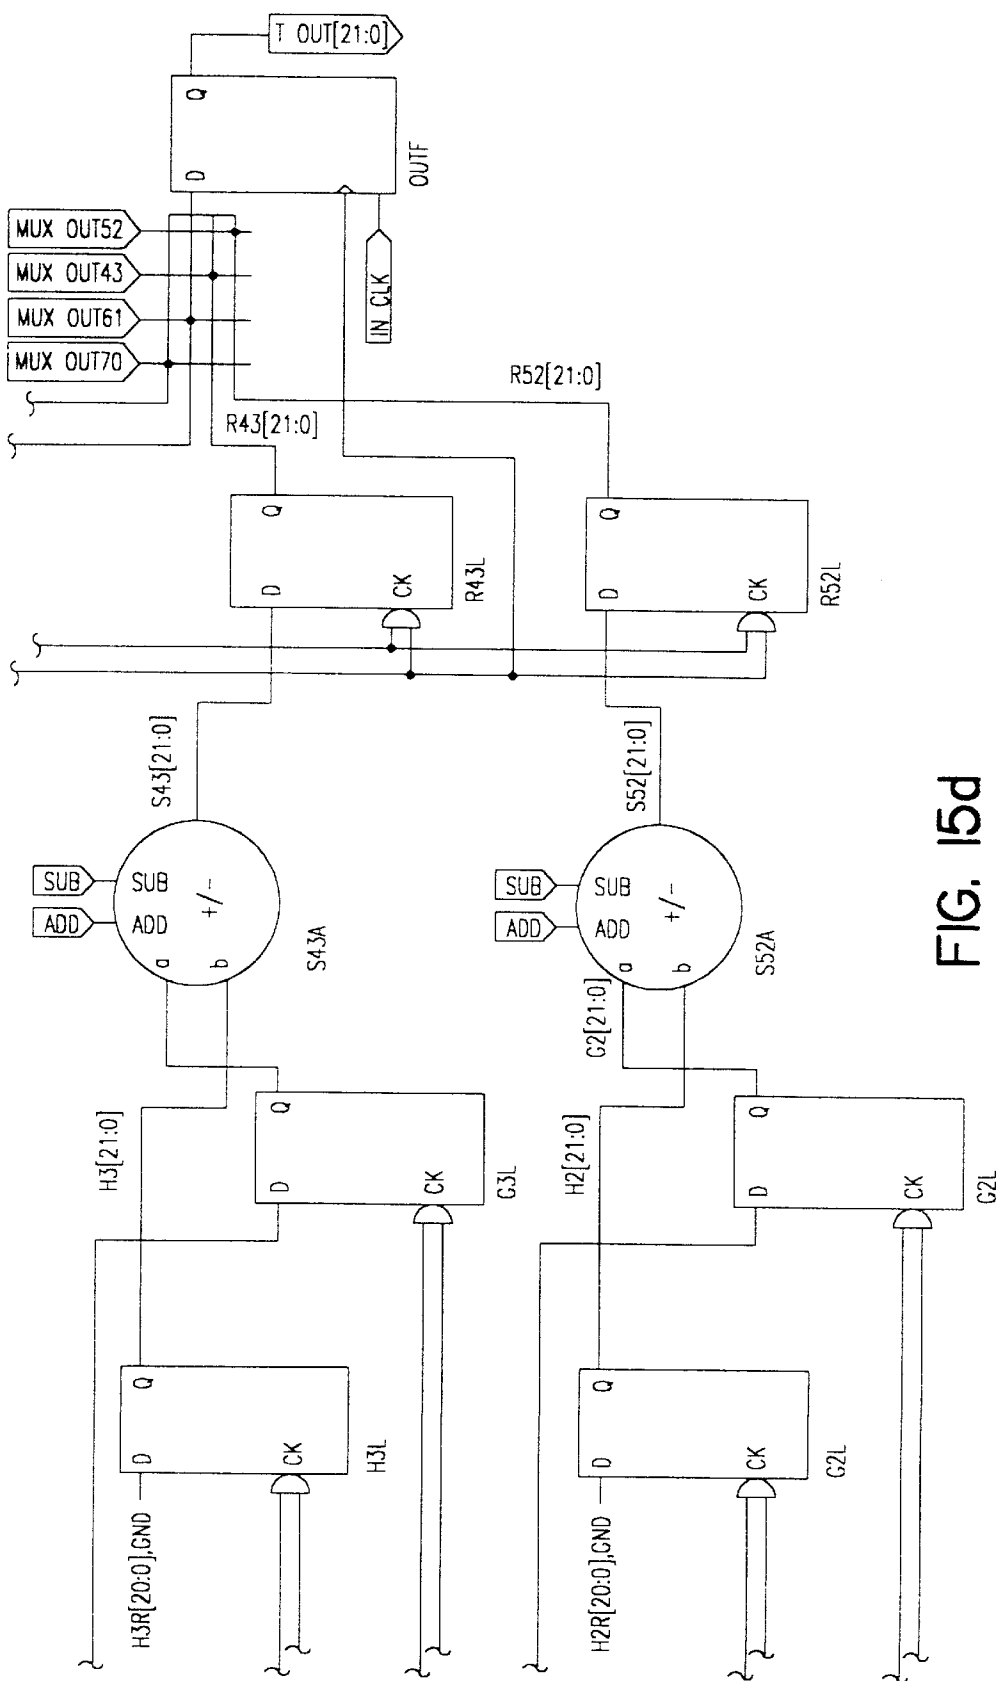 T OUT[21:0]
Q
D
OUTF
MUX OUT52
MUX OUT43
MUX OUT61
MUX OUT70
IN CLK
R52[21:0]
R43[21:0]
Q
D
CK
R43L
Q
D
CK
R52L
S43[21:0]
SUB
ADD
SUB
ADD
+/-
a
b
S43A
S52[21:0]
SUB
ADD
SUB
ADD
+/-
a
b
S52A
G2[21:0]
H3[21:0]
Q
D
CK
G3L
H2[21:0]
Q
D
CK
G2L
Q
D
CK
H3L
H3R[20:0],GND
Q
D
CK
G2L
H2R[20:0],GND
FIG. 15d